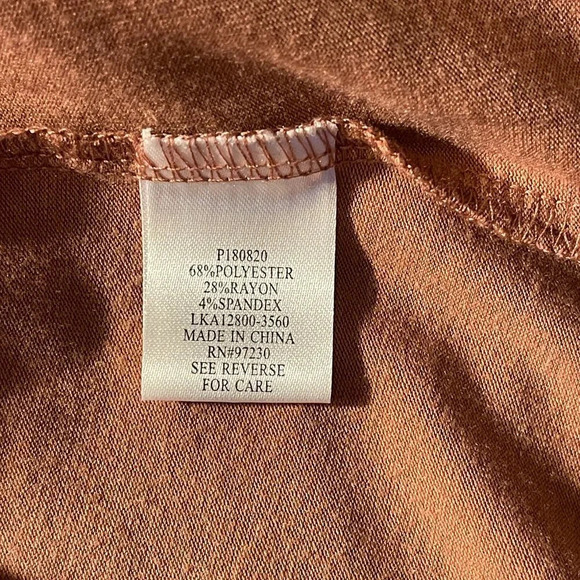 P180820
68%POLYESTER
28%RAYON
4%SPANDEX
LKA12800-3560
MADE IN CHINA
RN#97230
SEE REVERSE
FOR CARE